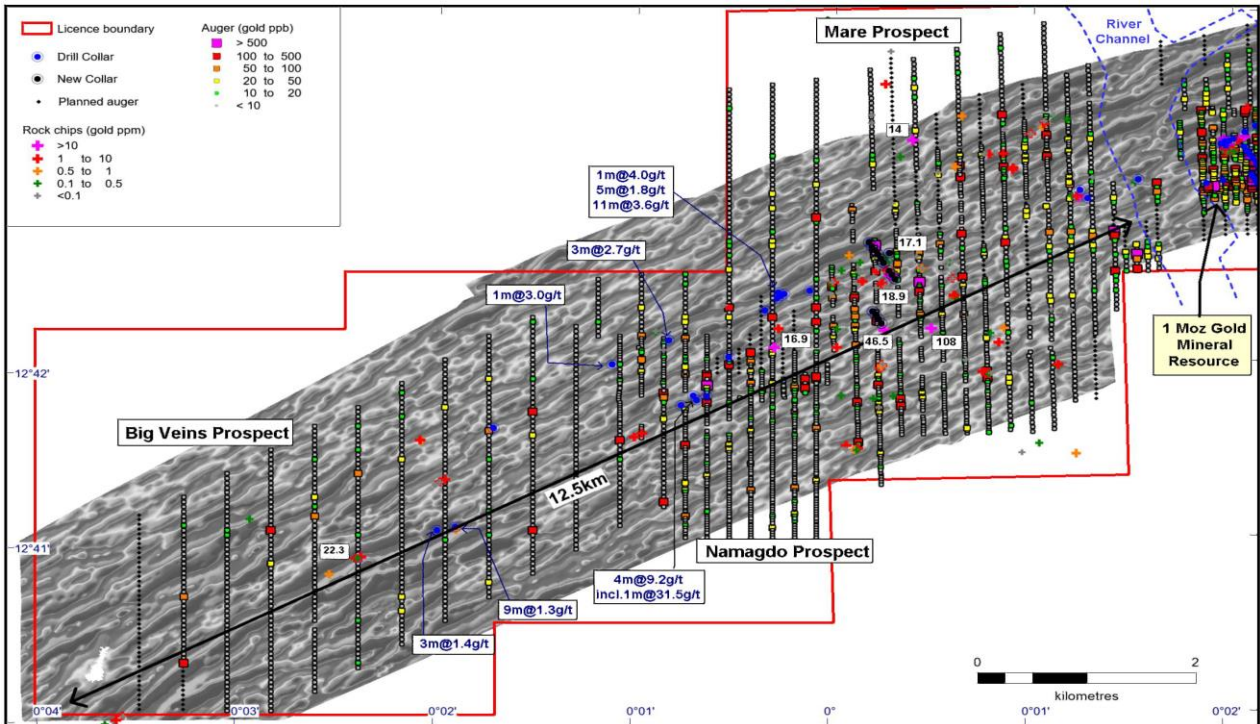 Licence boundary
Drill Collar
New Collar
Planned auger
Rock chips (gold ppm)
>10
1 to 10
0.5 to 1
0.1 to 0.5
<0.1
Auger (gold ppb)
> 500
100 to 500
50 to 100
20 to 50
10 to 20
< 10
Mare Prospect
River
Channel
14
1m@4.0g/t
5m@1.8g/t
11m@3.6g/t
3m@2.7g/t
17.1
1m@3.0g/t
18.9
16.9
46.5
108
1 Moz Gold
Mineral
Resource
12°42'
Big Veins Prospect
12.5km
12°41'
22.3
Namagdo Prospect
4m@9.2g/t
incl.1m@31.5g/t
9m@1.3g/t
3m@1.4g/t
0 2
kilometres
0°04' 0°03' 0°02' 0°01' 0° 0°01' 0°02'